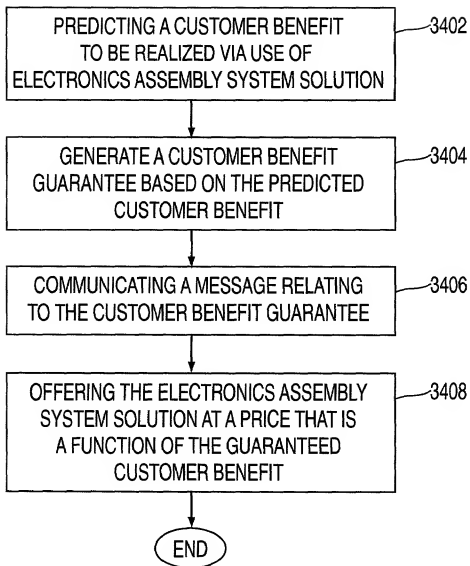 PREDICTING A CUSTOMER BENEFIT
TO BE REALIZED VIA USE OF
ELECTRONICS ASSEMBLY SYSTEM SOLUTION
3402
GENERATE A CUSTOMER BENEFIT
GUARANTEE BASED ON THE PREDICTED
CUSTOMER BENEFIT
3404
COMMUNICATING A MESSAGE RELATING
TO THE CUSTOMER BENEFIT GUARANTEE
3406
OFFERING THE ELECTRONICS ASSEMBLY
SYSTEM SOLUTION AT A PRICE THAT IS
A FUNCTION OF THE GUARANTEED
CUSTOMER BENEFIT
3408
END